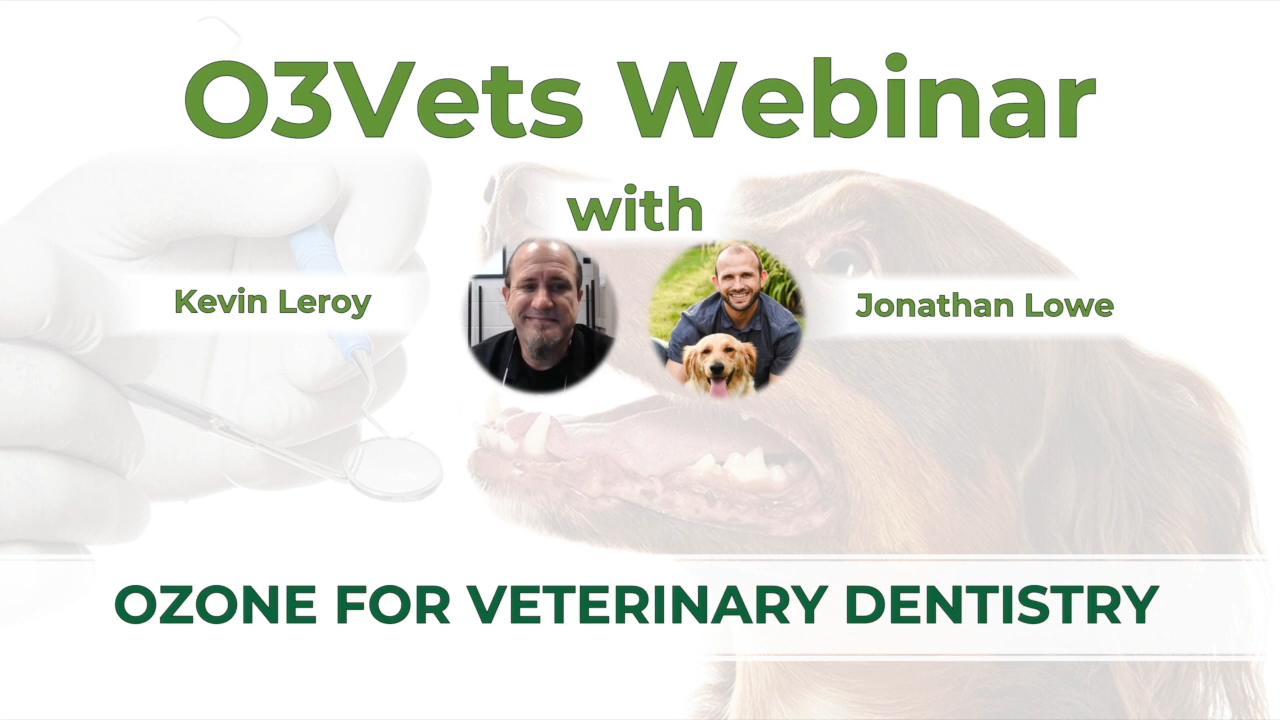 O3Vets Webinar
with
Kevin Leroy
Jonathan Lowe
OZONE FOR VETERINARY DENTISTRY